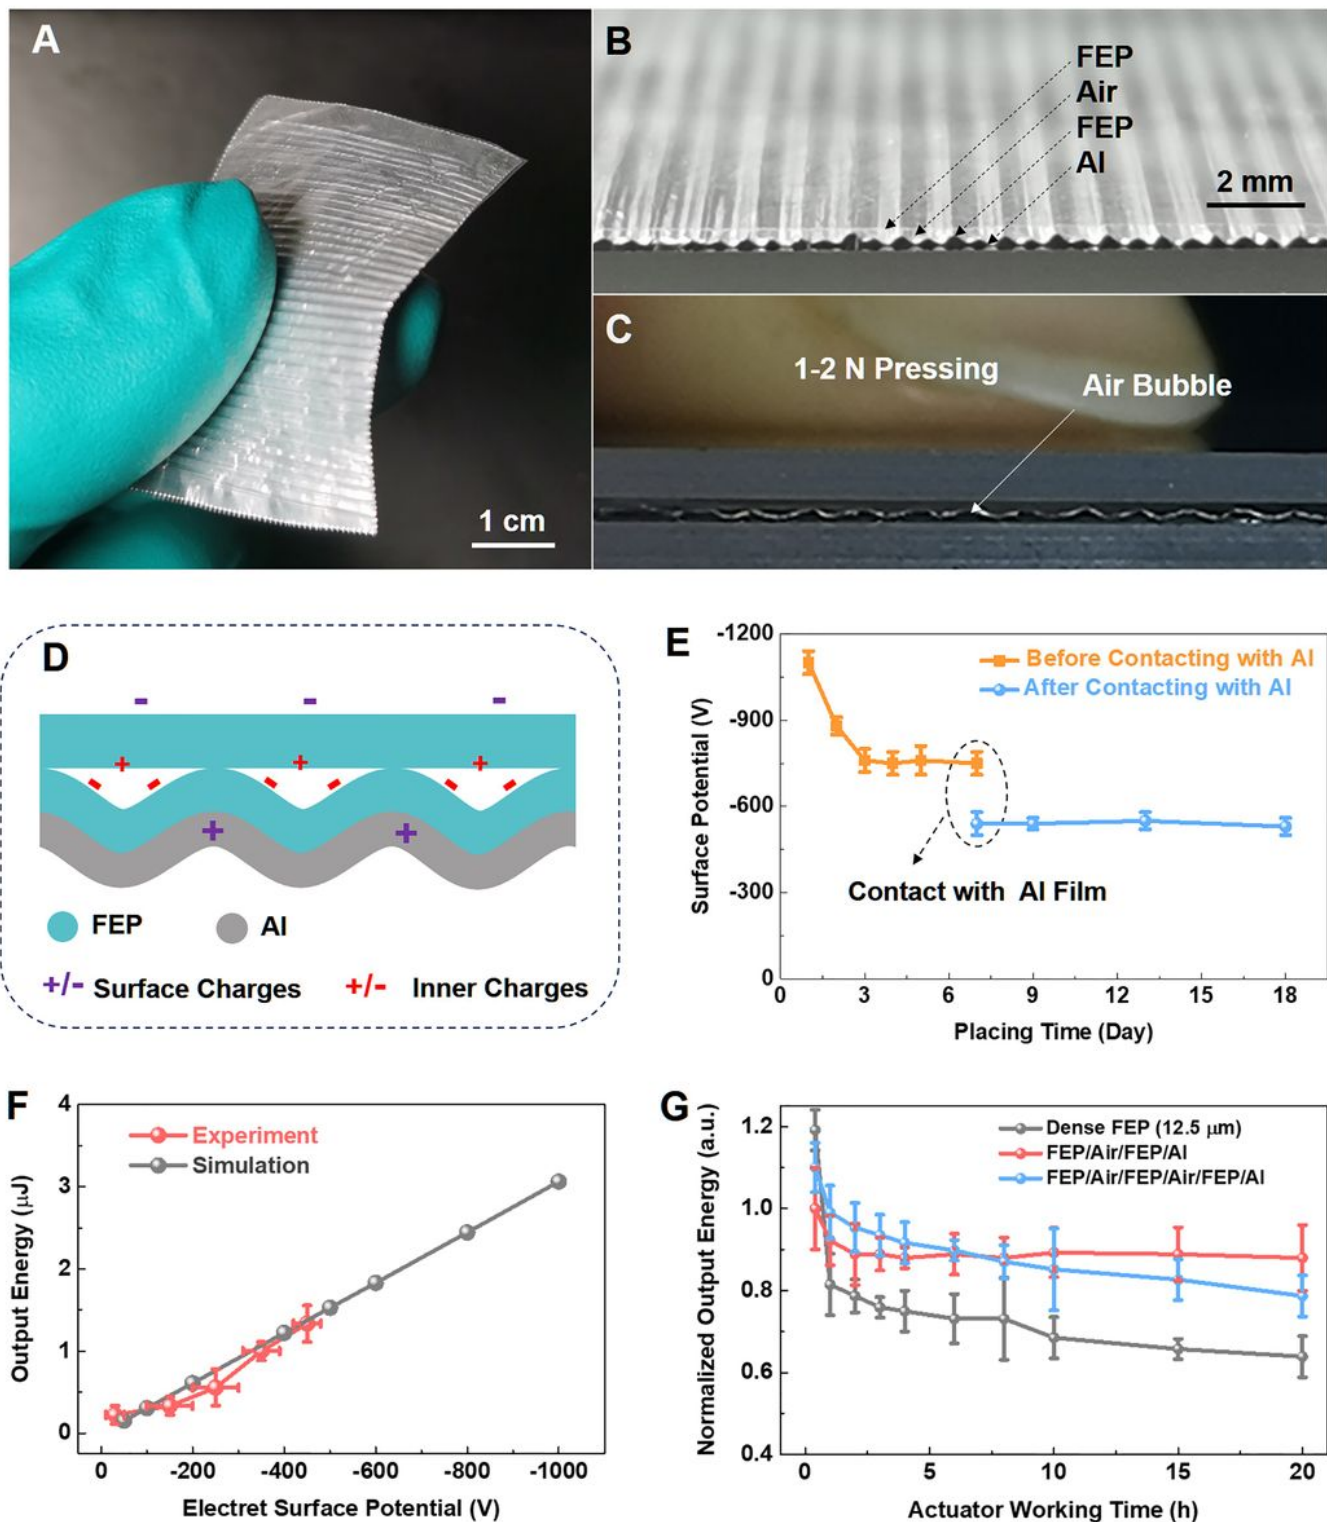 A
1 cm
B
FEP
Air
FEP
Al
2 mm
C
1-2 N Pressing
Air Bubble
D
- - -
+ + +
- - - - - -
+ +
FEP
Al
+/- Surface Charges
+/- Inner Charges
E
Surface Potential (V)
-1200
-900
-600
-300
0
Before Contacting with Al
After Contacting with Al
Contact with Al Film
0 3 6 9 12 15 18
Placing Time (Day)
F
Output Energy (μJ)
4
3
2
1
0
Experiment
Simulation
0 -200 -400 -600 -800 -1000
Electret Surface Potential (V)
G
Normalized Output Energy (a.u.)
1.2
1.0
0.8
0.6
0.4
Dense FEP (12.5 μm)
FEP/Air/FEP/Al
FEP/Air/FEP/Air/FEP/Al
0 5 10 15 20
Actuator Working Time (h)